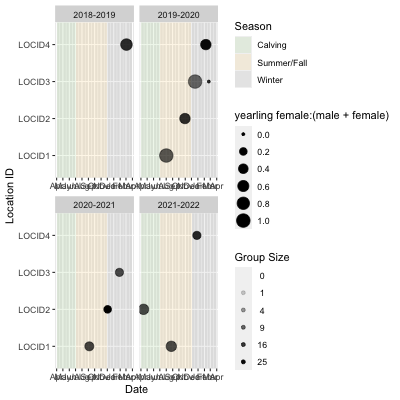 2018-2019
2019-2020
LOCID4
LOCID3
LOCID2
LOCID1
2020-2021
2021-2022
LOCID4
LOCID3
LOCID2
LOCID1
Location ID
Date
Season
Calving
Summer/Fall
Winter
yearling female:(male + female)
0.0
0.2
0.4
0.6
0.8
1.0
Group Size
0
1
4
9
16
25